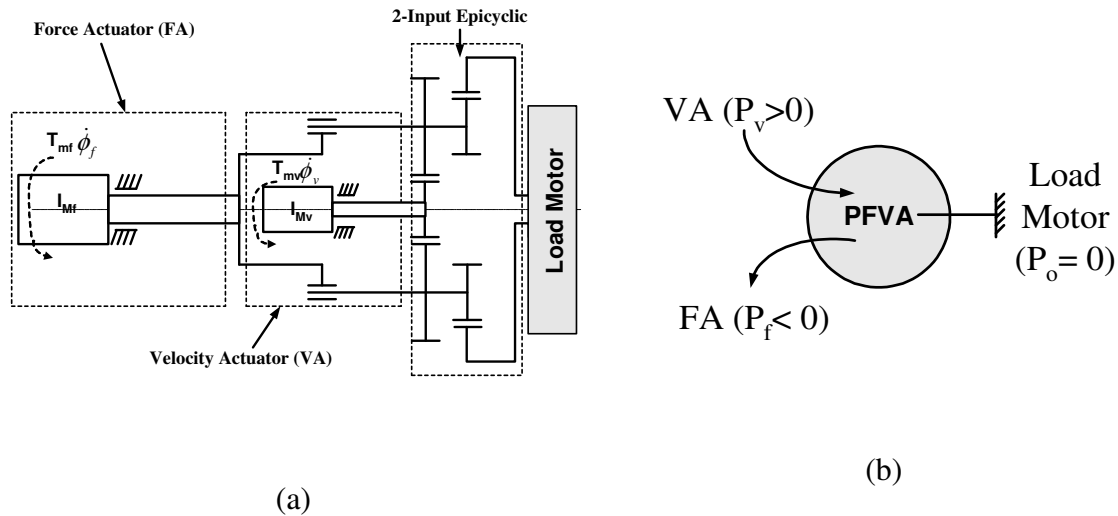 2-Input Epicyclic
Force Actuator (FA)
T_mf φ̇_f
I_Mf
T_mv φ̇_v
I_Mv
Load Motor
Velocity Actuator (VA)
(a)
VA (P_v>0)
PFVA
Load
Motor
(P_o= 0)
FA (P_f< 0)
(b)